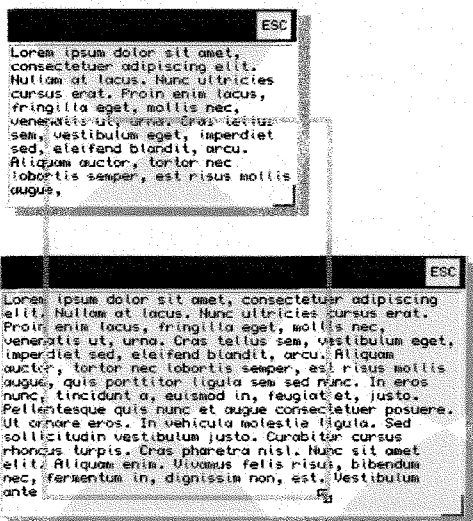 ESC
Lorem ipsum dolor sit amet,
consectetuer adipiscing elit.
Nullam at lacus. Nunc ultricies
cursus erat. Proin enim lacus,
fringilla eget, mollis nec,
venenatis ut, urna. Cras tellus
sem, vestibulum eget, imperdiet
sed, eleifend blandit, arcu.
Aliquam auctor, tortor nec
lobortis semper, est risus mollis
augue,
ESC
Lorem ipsum dolor sit amet, consectetuer adipiscing
elit. Nullam at lacus. Nunc ultricies cursus erat.
Proin enim lacus, fringilla eget, mollis nec,
venenatis ut, urna. Cras tellus sem, vestibulum eget,
imperdiet sed, eleifend blandit, arcu. Aliquam
auctor, tortor nec lobortis semper, est risus mollis
augue, quis porttitor ligula sem sed nunc. In eros
nunc, tincidunt a, euismod in, feugiat et, justo.
Pellentesque quis nunc et augue consectetuer posuere.
Ut ornare eros. In vehicula molestie ligula. Sed
sollicitudin vestibulum justo. Curabitur cursus
rhoncus turpis. Cras pharetra nisl. Nunc sit amet
elit. Aliquam enim. Vivamus felis risus, bibendum
nec, fermentum in, dignissim non, est. Vestibulum
ante